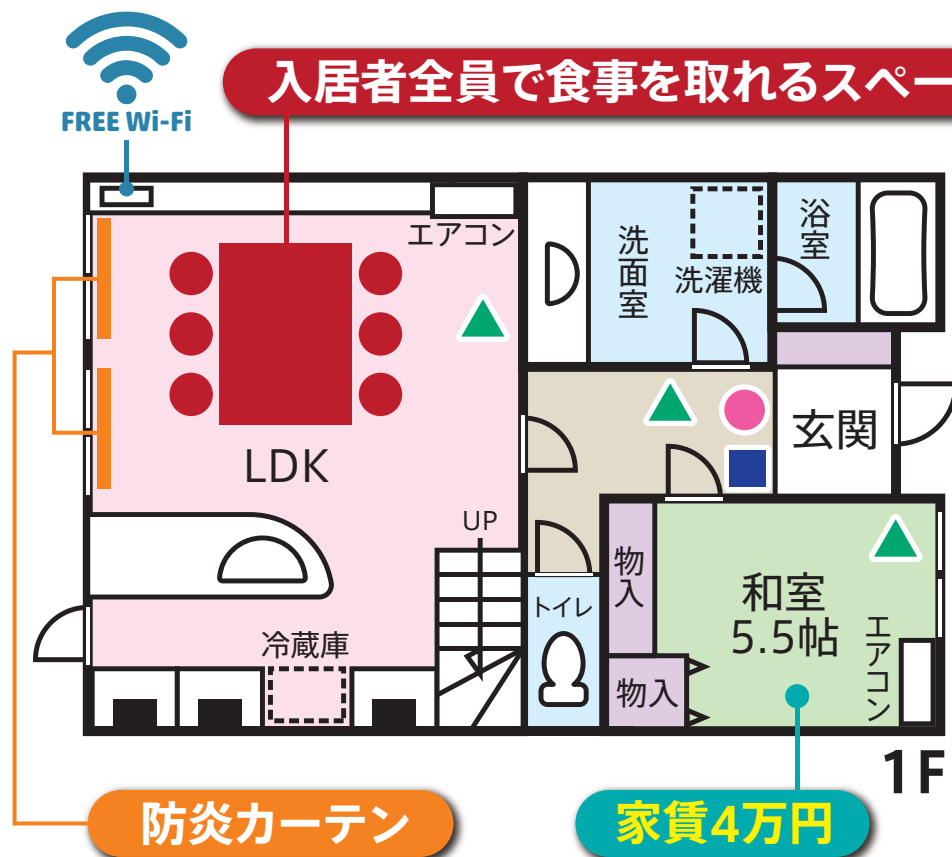 FREE Wi-Fi
入居者全員で食事を取れるスペー
エアコン
洗面室
洗濯機
浴室
LDK
玄関
UP
物入
和室
5.5帖
トイレ
冷蔵庫
エアコン
物入
1F
防炎カーテン
家賃4万円